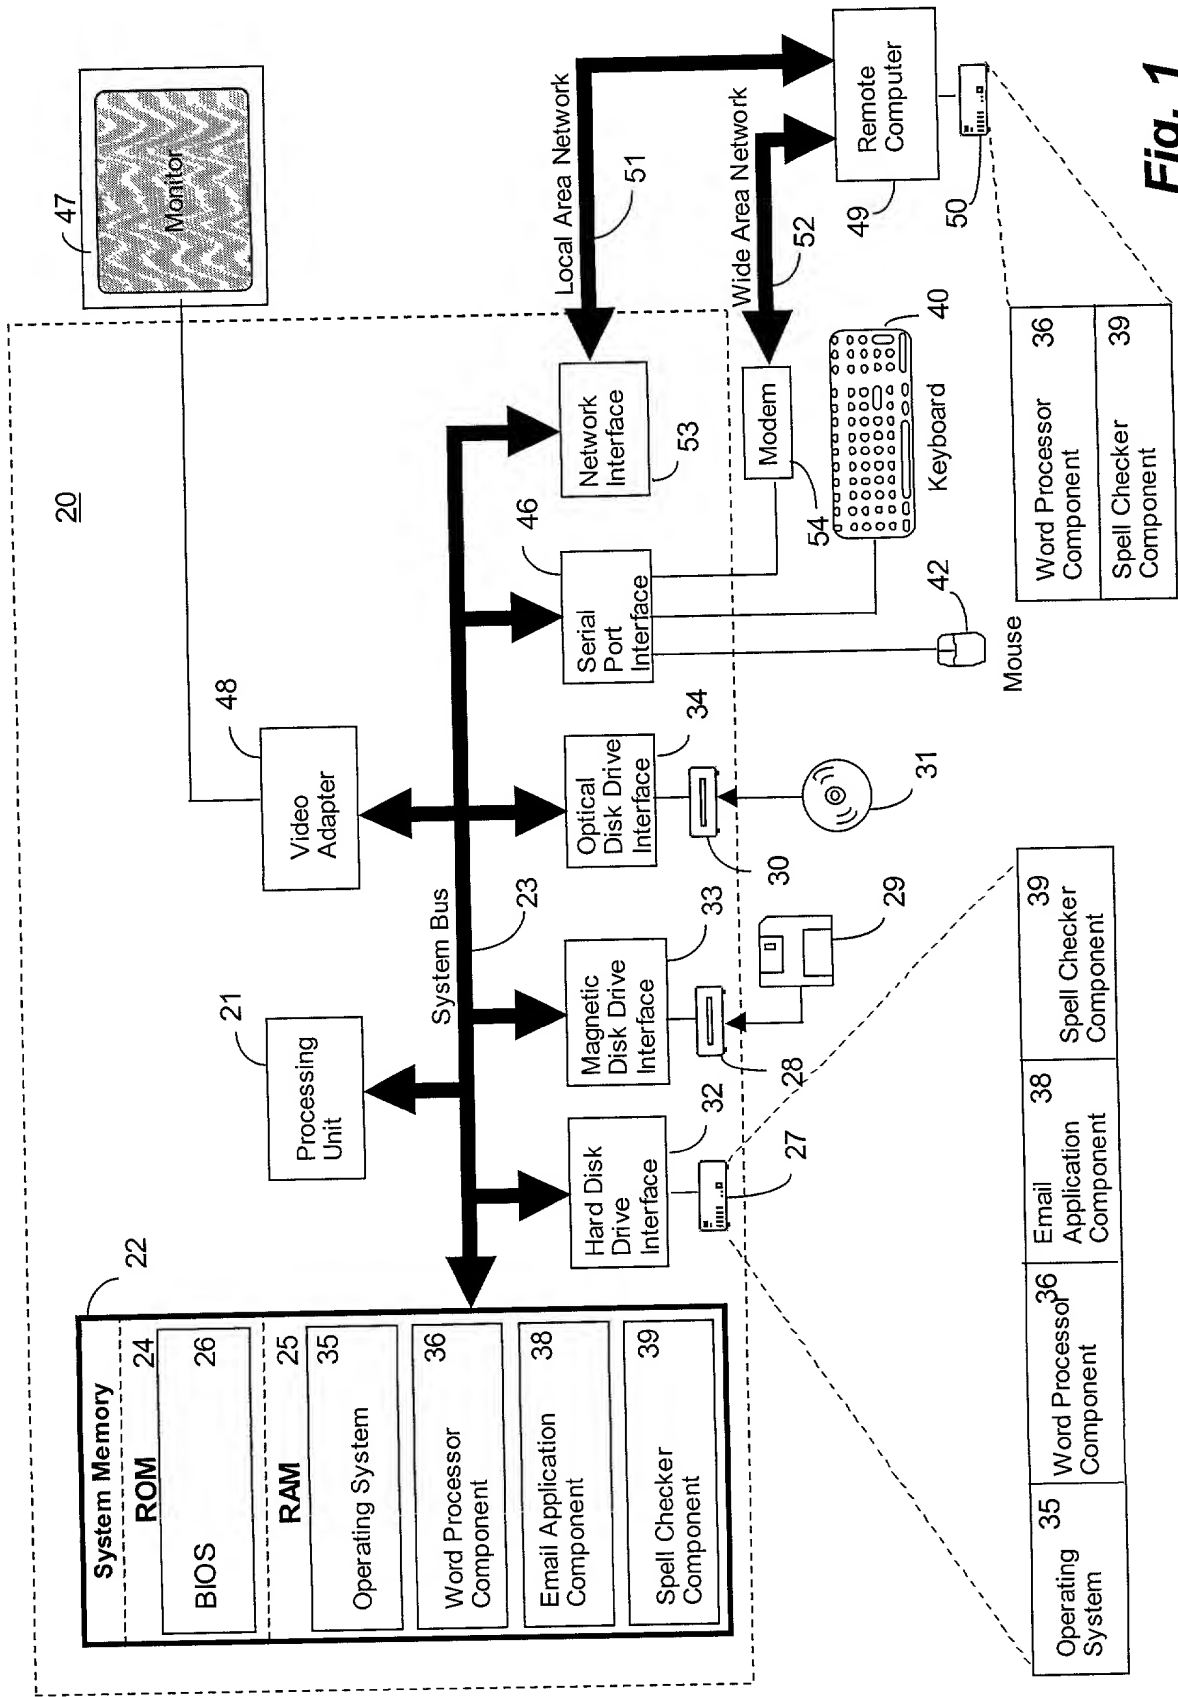 20
47
Monitor
System Memory
22
ROM
24
BIOS
26
RAM
25
Operating System
35
Word Processor
Component
36
Email Application
Component
38
Spell Checker
Component
39
Processing
Unit
21
Video
Adapter
48
System Bus
23
Hard Disk
Drive
Interface
32
Magnetic
Disk Drive
Interface
33
Optical
Disk Drive
Interface
34
Serial
Port
Interface
46
Network
Interface
53
Local Area Network
51
27
28
30
29
31
Modem
54
Wide Area Network
52
Mouse
42
Keyboard
40
Remote
Computer
49
50
Operating
System
35
Word Processor
Component
36
Email
Application
Component
38
Spell Checker
Component
39
Word Processor
Component
36
Spell Checker
Component
39
Fig. 1